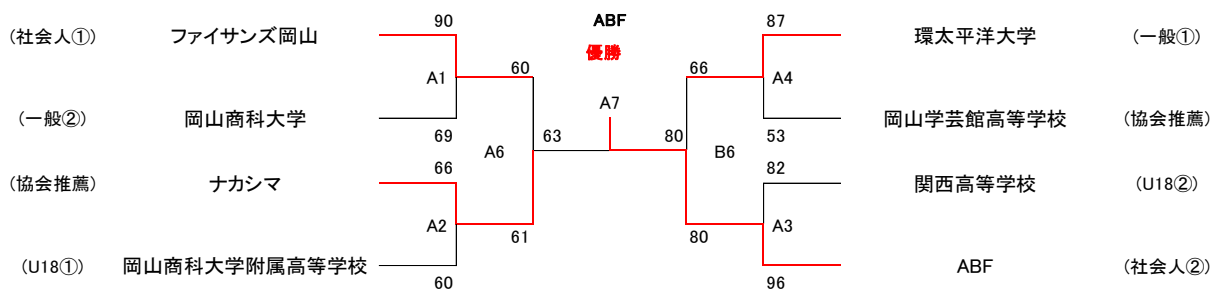 90 ABF 87
(社会人①) ファイサンズ岡山 優勝 環太平洋大学 (一般①)
60 66
A1 A4
A7
(一般②) 岡山商科大学 岡山学芸館高等学校 (協会推薦)
69 63 80 53
A6 B6
66 82
(協会推薦) ナカシマ 関西高等学校 (U18②)
A2 A3
61 80
(U18①) 岡山商科大学附属高等学校 ABF (社会人②)
60 96